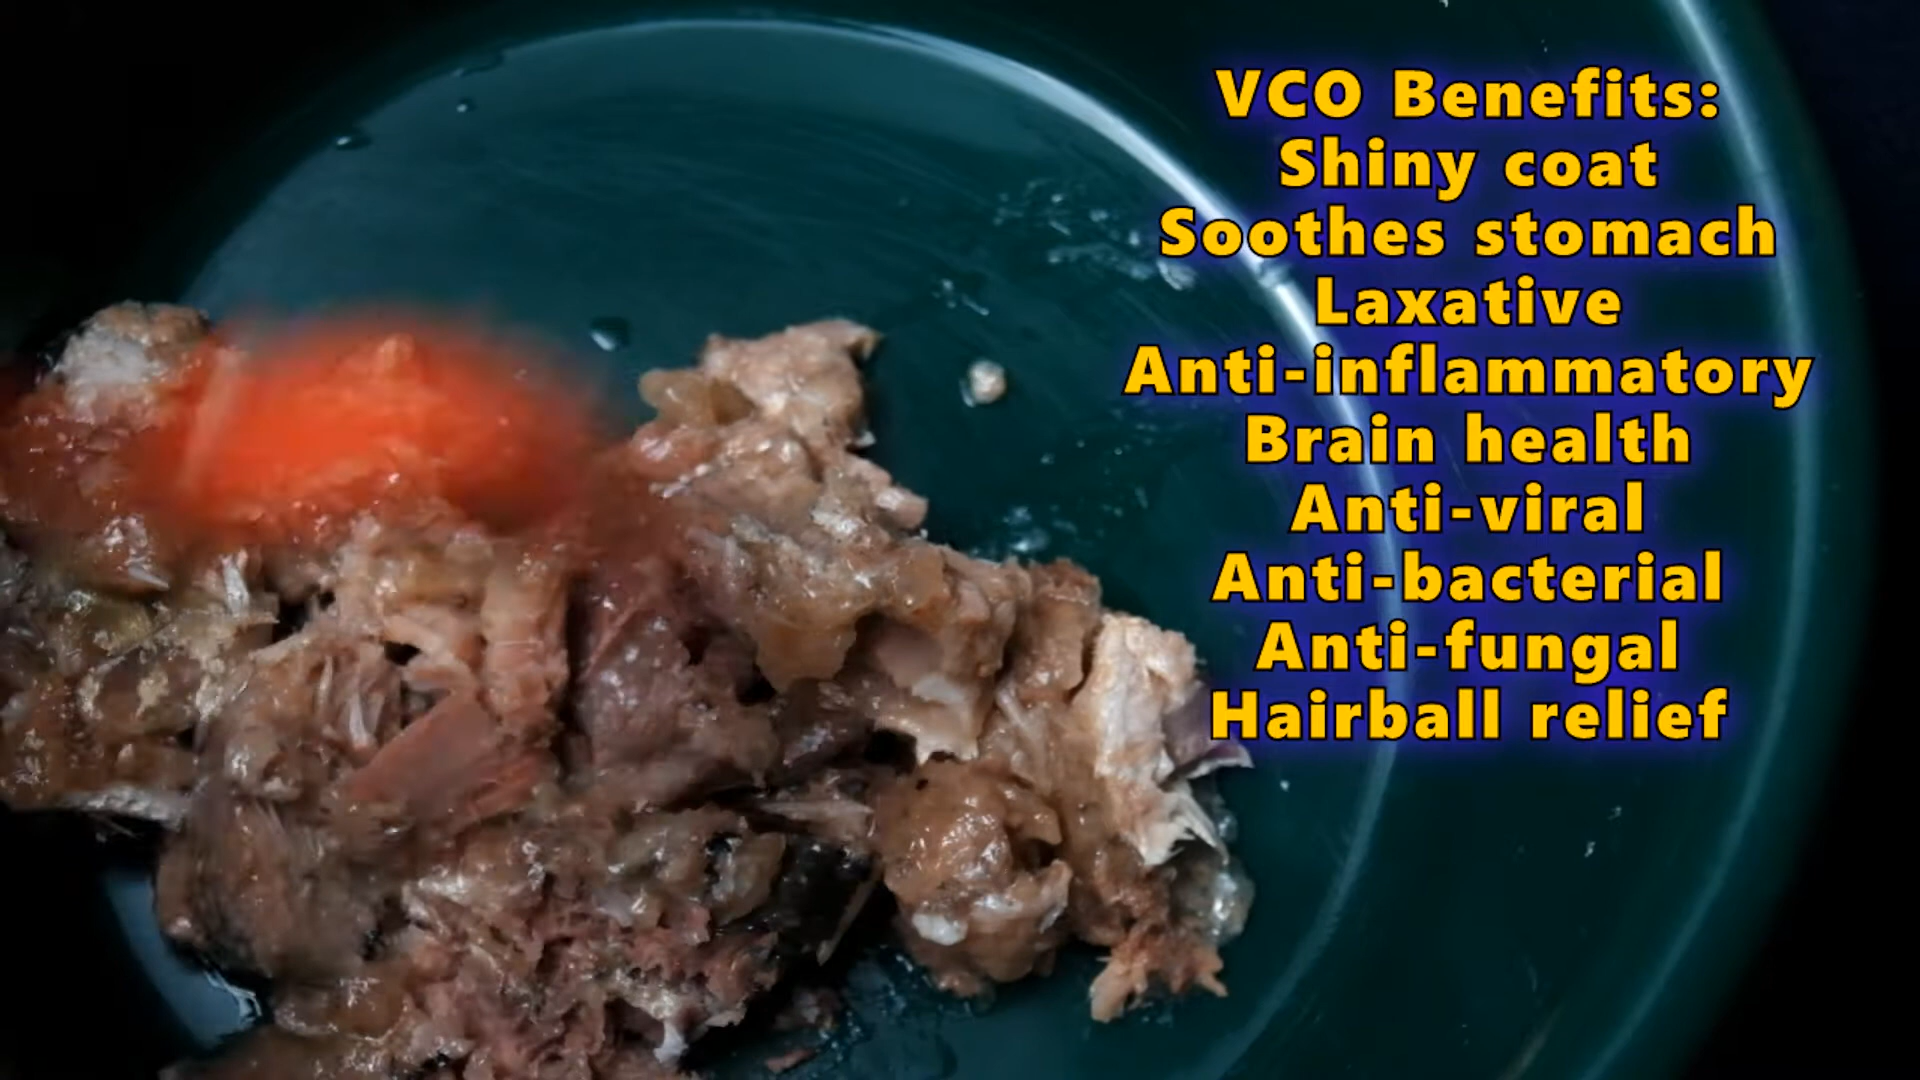 VCO Benefits:
Shiny coat
Soothes stomach
Laxative
Anti-inflammatory
Brain health
Anti-viral
Anti-bacterial
Anti-fungal
Hairball relief